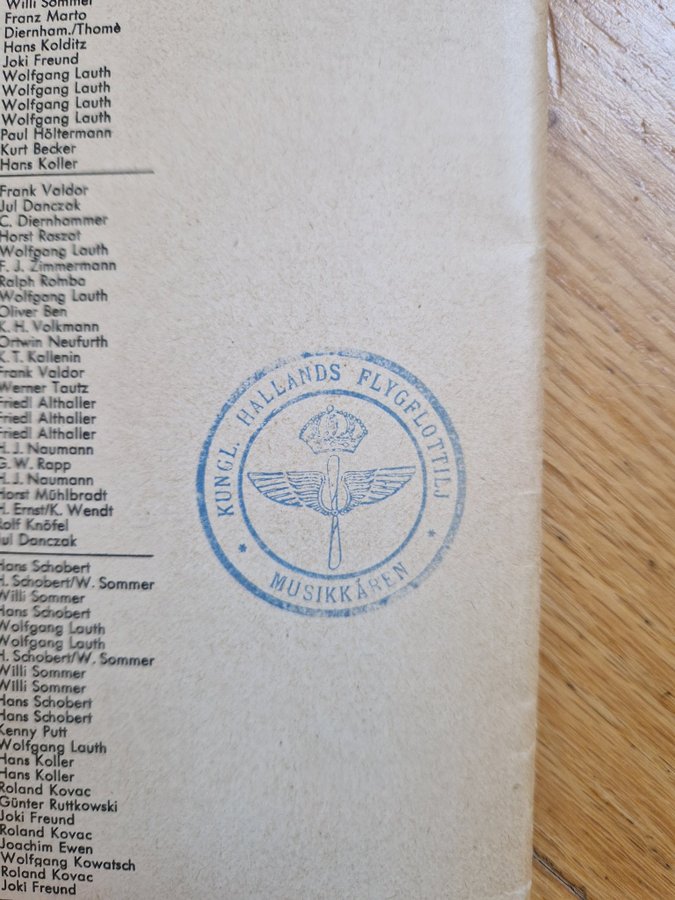 Willi Sommer
Franz Marto
Diernham./Thomè
Hans Kolditz
Joki Freund
Wolfgang Lauth
Wolfgang Lauth
Wolfgang Lauth
Wolfgang Lauth
Paul Höltermann
Kurt Becker
Hans Koller
Frank Valdor
Jul Danczak
C. Diernhammer
Horst Raszat
Wolfgang Lauth
F. J. Zimmermann
Ralph Romba
Wolfgang Lauth
Oliver Ben
K. H. Volkmann
Ortwin Neufurth
K. T. Kallenin
Frank Valdor
Werner Tautz
Friedl Althaller
Friedl Althaller
Friedl Althaller
H. J. Naumann
G. W. Rapp
H. J. Naumann
Horst Mühlbradt
H. Ernst/K. Wendt
Rolf Knöfel
Jul Danczak
Hans Schobert
H. Schobert/W. Sommer
Willi Sommer
Hans Schobert
Wolfgang Lauth
Wolfgang Lauth
H. Schobert/W. Sommer
Willi Sommer
Willi Sommer
Hans Schobert
Hans Schobert
Kenny Putt
Wolfgang Lauth
Hans Koller
Hans Koller
Roland Kovac
Günter Ruttkowski
Joki Freund
Roland Kovac
Joachim Ewen
Wolfgang Kowatsch
Roland Kovac
Joki Freund
KUNGL. HALLANDS FLYGFLOTTILJ
* MUSIKKÅREN *